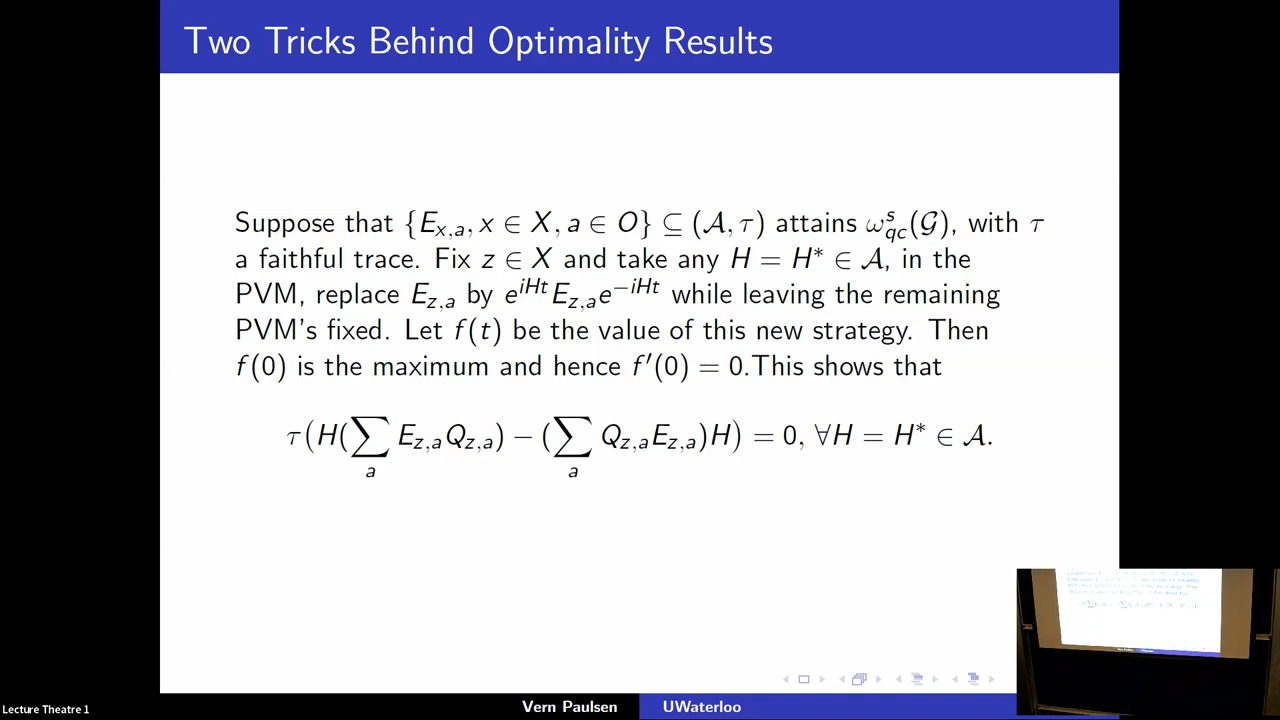 Two Tricks Behind Optimality Results
Suppose that {E_{x,a}, x ∈ X, a ∈ O} ⊆ (𝒜, τ) attains ω^s_{qc}(𝒢), with τ
a faithful trace. Fix z ∈ X and take any H = H* ∈ 𝒜, in the
PVM, replace E_{z,a} by e^{iHt}E_{z,a}e^{−iHt} while leaving the remaining
PVM's fixed. Let f(t) be the value of this new strategy. Then
f(0) is the maximum and hence f′(0) = 0.This shows that
τ(H(∑_a E_{z,a}Q_{z,a}) − (∑_a Q_{z,a}E_{z,a})H) = 0, ∀H = H* ∈ 𝒜.
Lecture Theatre 1
Vern Paulsen UWaterloo